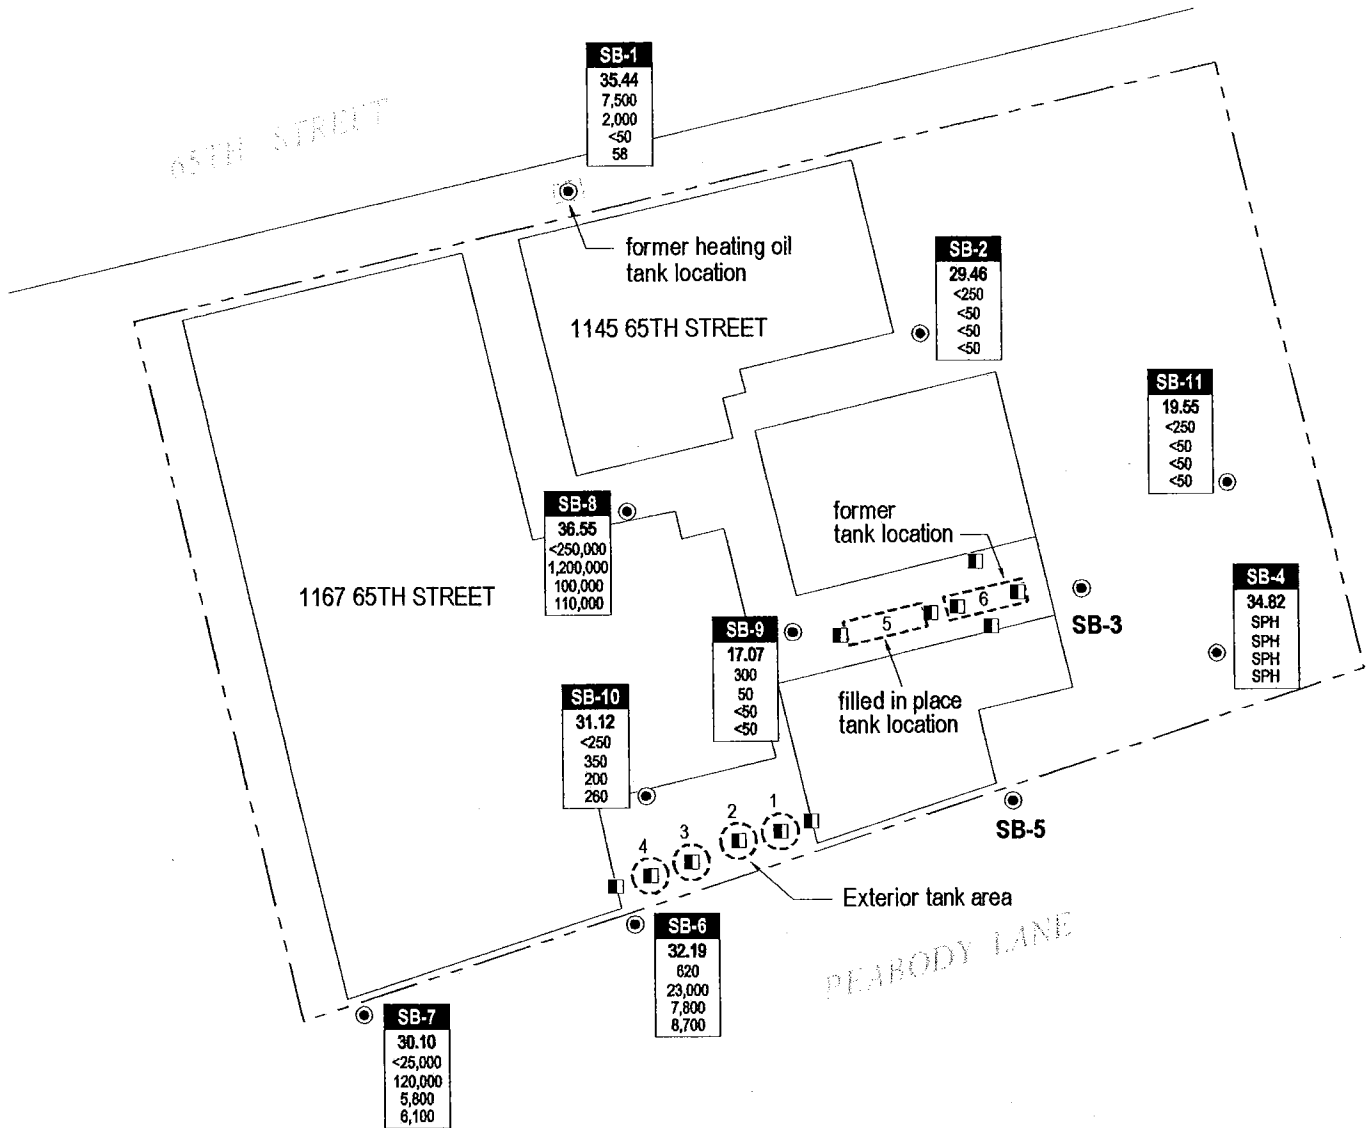 SB-1
35.44
7,500
2,000
<50
58
65TH STREET
former heating oil
tank location
1145 65TH STREET
SB-2
29.46
<250
<50
<50
<50
SB-11
19.55
<250
<50
<50
<50
SB-8
36.55
<250,000
1,200,000
100,000
110,000
former
tank location
1167 65TH STREET
6
5
SB-3
SB-4
34.82
SPH
SPH
SPH
SPH
SB-9
17.07
300
50
<50
<50
filled in place
tank location
SB-10
31.12
<250
350
200
260
1
2
3
4
SB-5
Exterior tank area
SB-6
32.19
620
23,000
7,800
8,700
PEABODY LANE
SB-7
30.10
<25,000
120,000
5,800
6,100